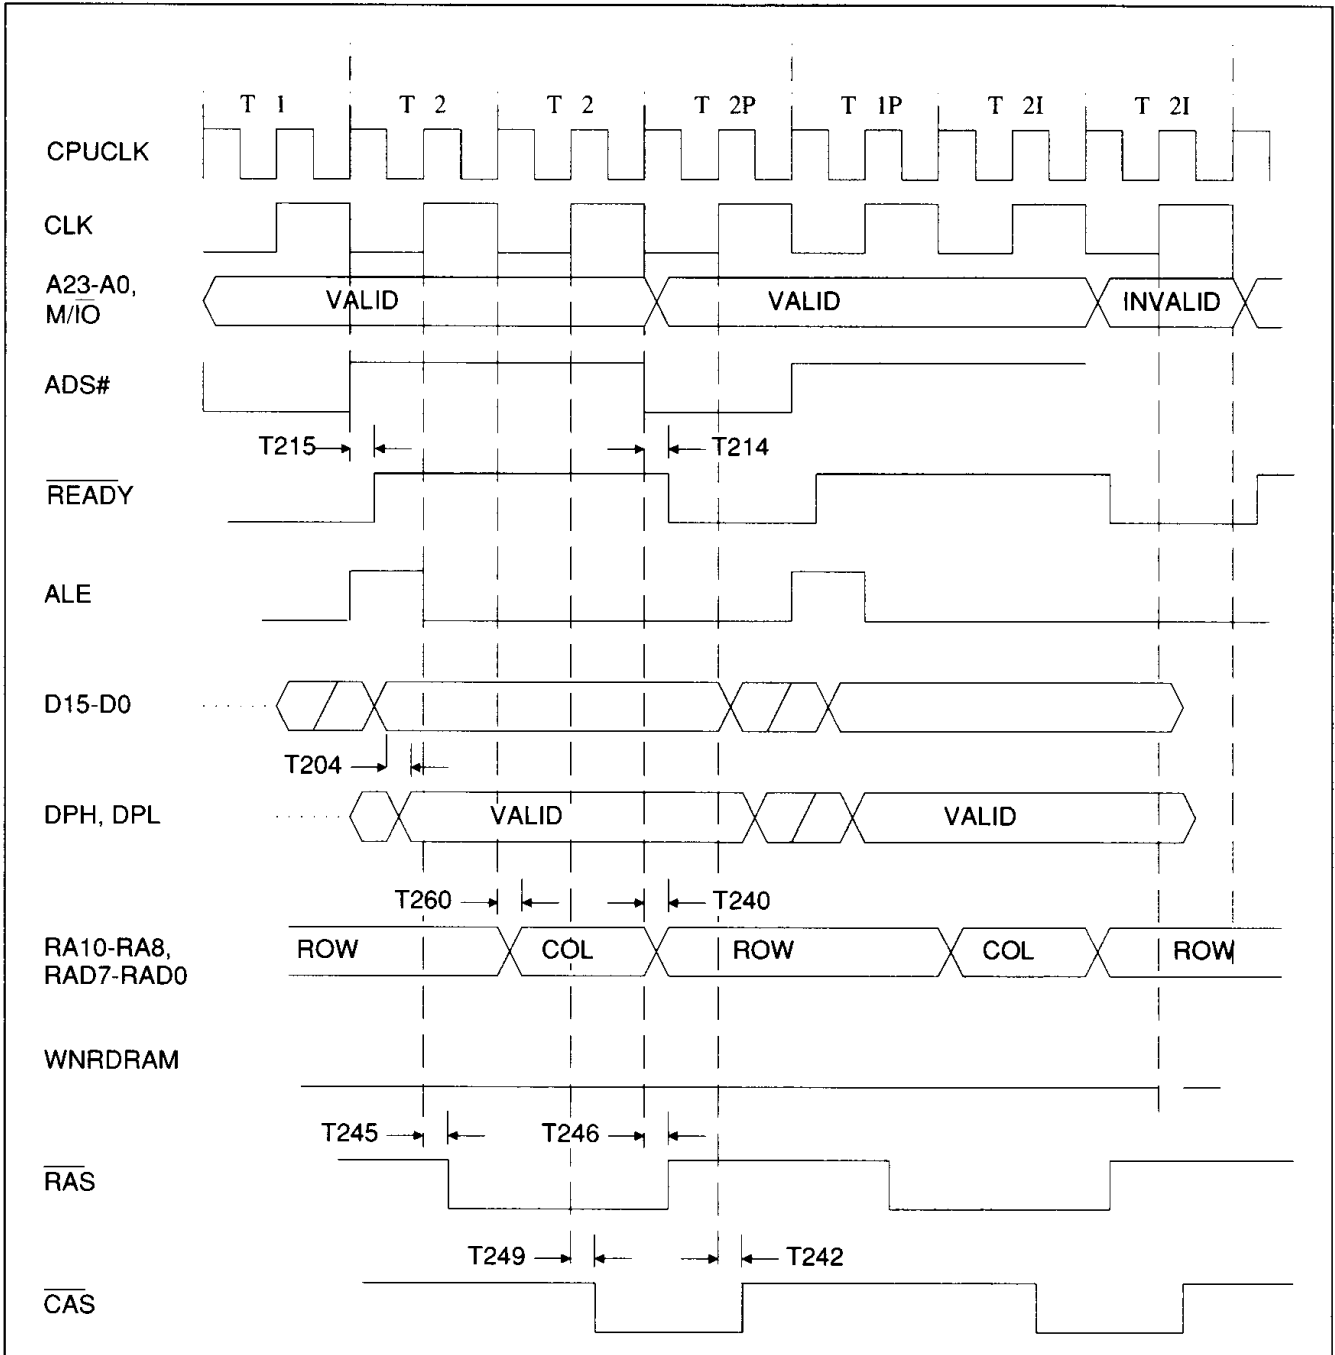 T 1 T 2 T 2 T 2P T 1P T 2I T 2I
CPUCLK
CLK
A23-A0,
M/IO
VALID VALID INVALID
ADS#
T215 T214
READY
ALE
D15-D0
T204
DPH, DPL VALID VALID
T260 T240
RA10-RA8,
RAD7-RAD0
ROW COL ROW COL ROW
WNRDRAM
T245 T246
RAS
T249 T242
CAS